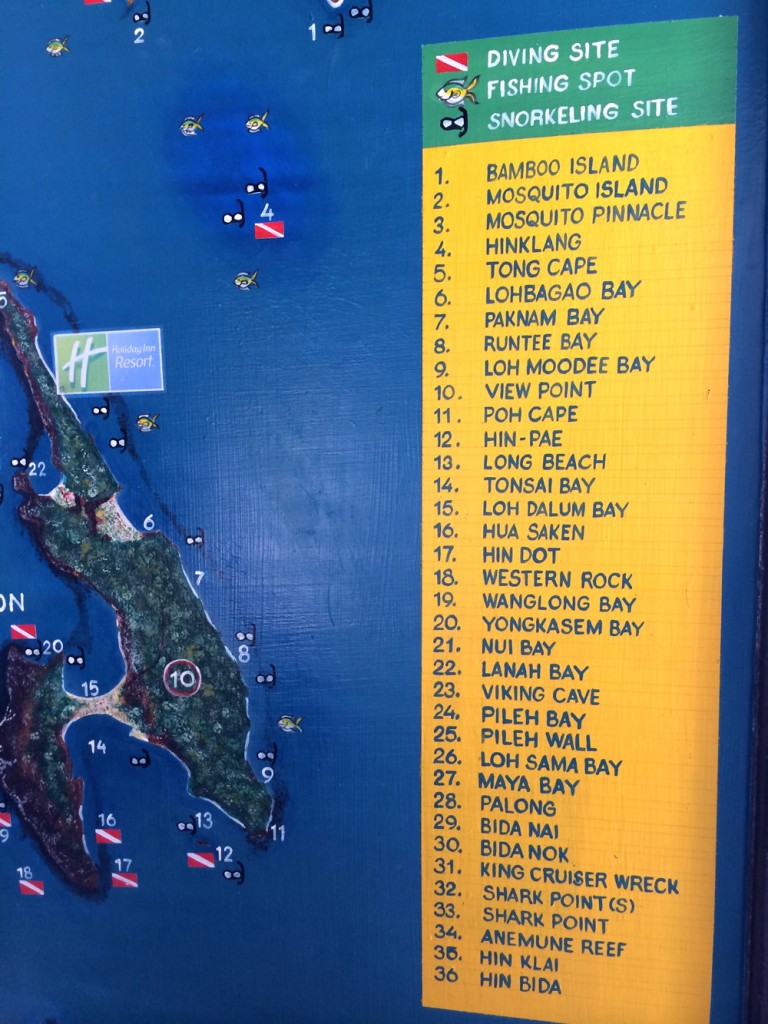 DIVING SITE
FISHING SPOT
SNORKELING SITE
1. BAMBOO ISLAND
2. MOSQUITO ISLAND
3. MOSQUITO PINNACLE
4. HINKLANG
5. TONG CAPE
6. LOHBAGAO BAY
7. PAKNAM BAY
8. RUNTEE BAY
9. LOH MOODEE BAY
10. VIEW POINT
11. POH CAPE
12. HIN-PAE
13. LONG BEACH
14. TONSAI BAY
15. LOH DALUM BAY
16. HUA SAKEN
17. HIN DOT
18. WESTERN ROCK
19. WANGLONG BAY
20. YONGKASEM BAY
21. NUI BAY
22. LANAH BAY
23. VIKING CAVE
24. PILEH BAY
25. PILEH WALL
26. LOH SAMA BAY
27. MAYA BAY
28. PALONG
29. BIDA NAI
30. BIDA NOK
31. KING CRUISER WRECK
32. SHARK POINT(S)
33. SHARK POINT
34. ANEMUNE REEF
35. HIN KLAI
36 HIN BIDA
2
1
4
5
H Holiday Inn
Resort
22
6
7
ON
20
8
10
15
14
9
16
13
11
9
12
17
18